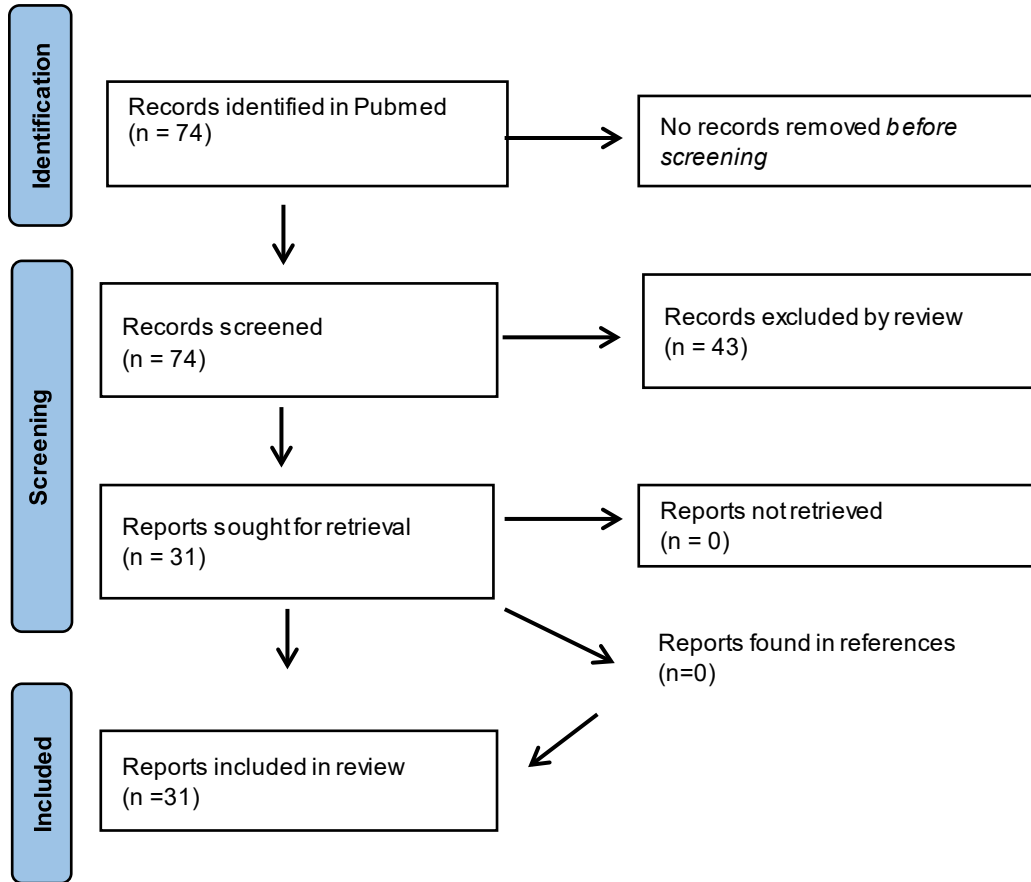 Identification
Records identified in Pubmed
(n = 74)
No records removed before
screening
Screening
Records screened
(n = 74)
Records excluded by review
(n = 43)
Reports sought for retrieval
(n = 31)
Reports not retrieved
(n = 0)
Reports found in references
(n=0)
Included
Reports included in review
(n =31)